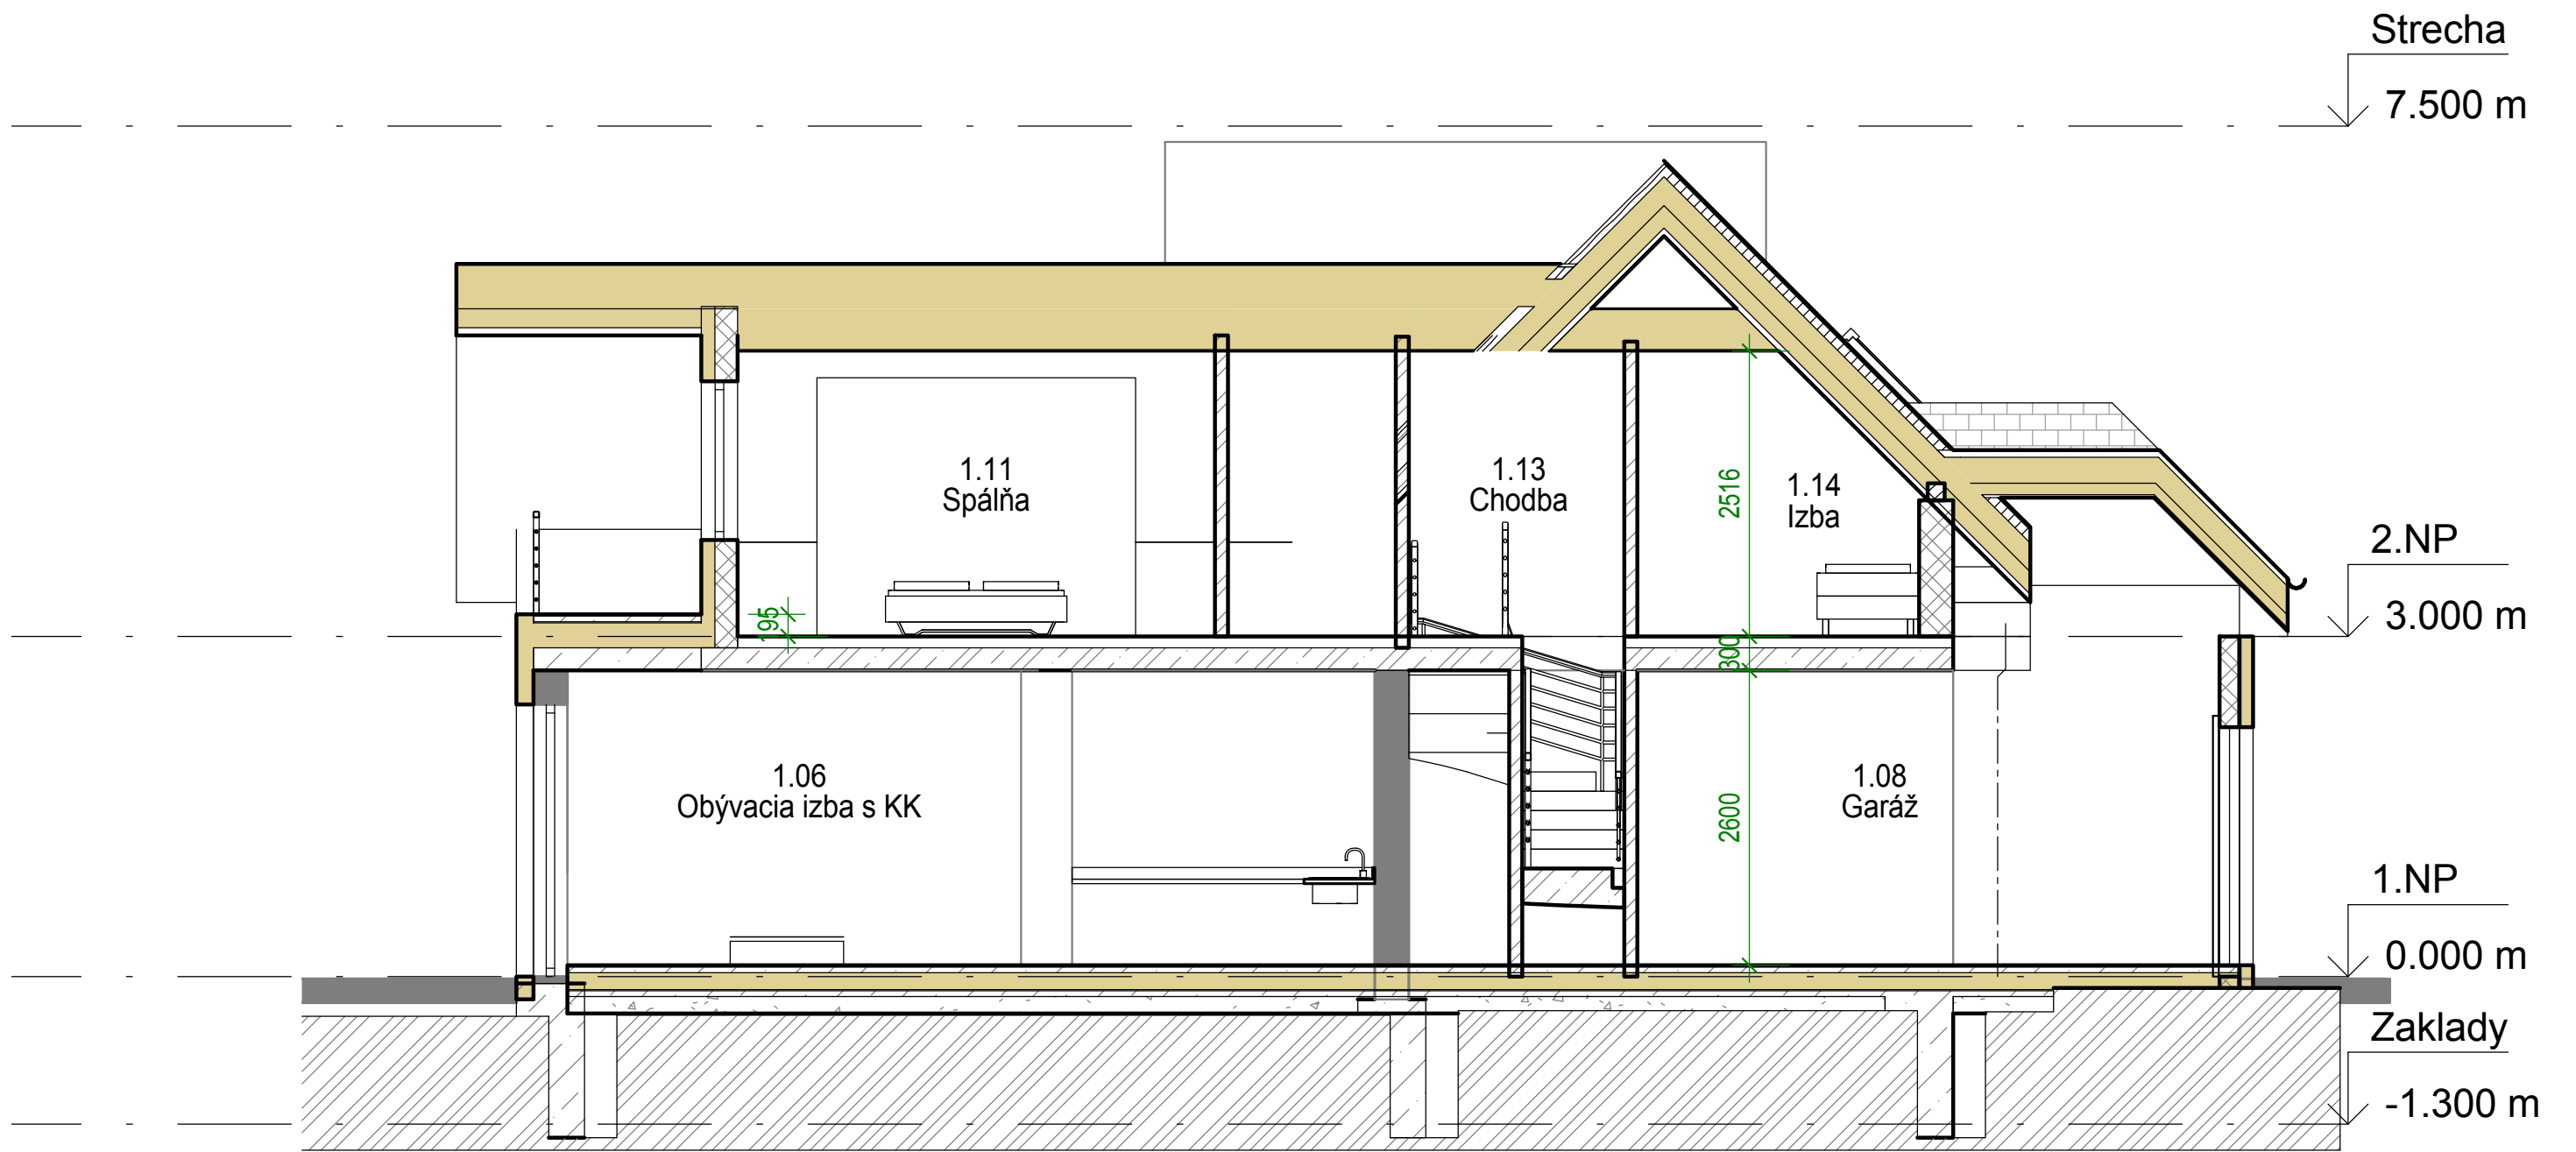 Strecha
7.500 m
1.11
Spálňa
1.13
Chodba
1.14
Izba
2516
2.NP
3.000 m
195
300
1.06
Obývacia izba s KK
1.08
Garáž
2600
1.NP
0.000 m
Zaklady
-1.300 m